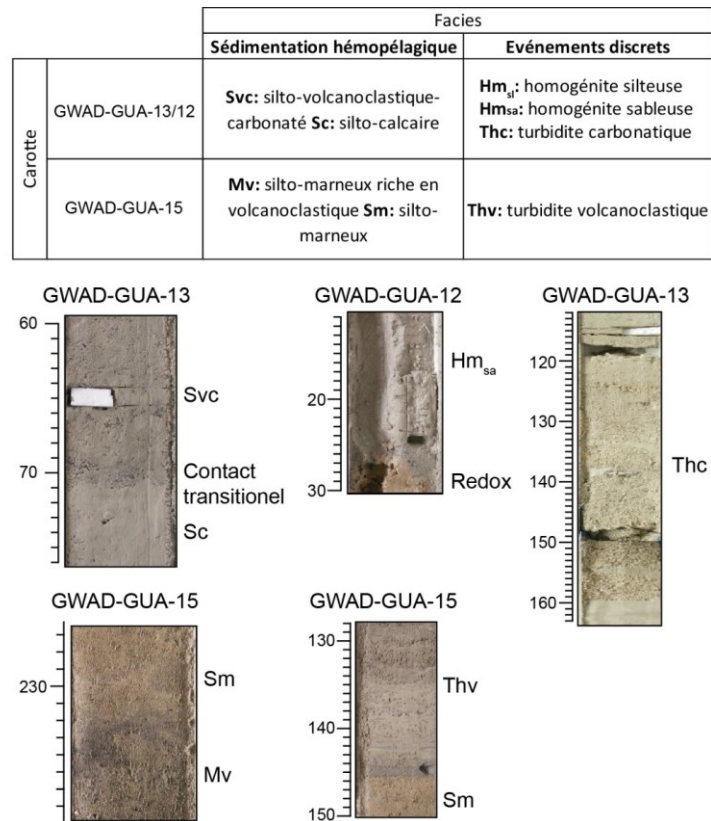 Facies
Sédimentation hémopélagique
Evénements discrets
Carotte
GWAD-GUA-13/12
Svc: silto-volcanoclastique-
carbonaté Sc: silto-calcaire
Hm_sl: homogénite silteuse
Hm_sa: homogénite sableuse
Thc: turbidite carbonatique
GWAD-GUA-15
Mv: silto-marneux riche en
volcanoclastique Sm: silto-
marneux
Thv: turbidite volcanoclastique
GWAD-GUA-13
60
70
Svc
Contact
transitionel
Sc
GWAD-GUA-12
20
30
Hm_sa
Redox
GWAD-GUA-13
120
130
140
150
160
Thc
GWAD-GUA-15
230
Sm
Mv
GWAD-GUA-15
130
140
150
Thv
Sm